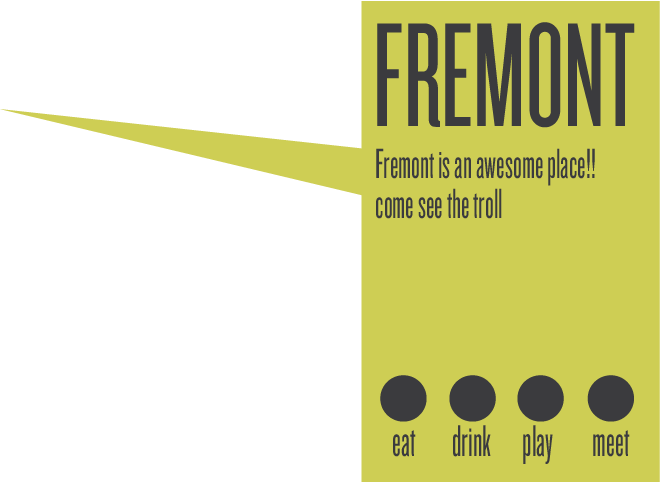 FREMONT
Fremont is an awesome place!!
come see the troll
eat drink play meet